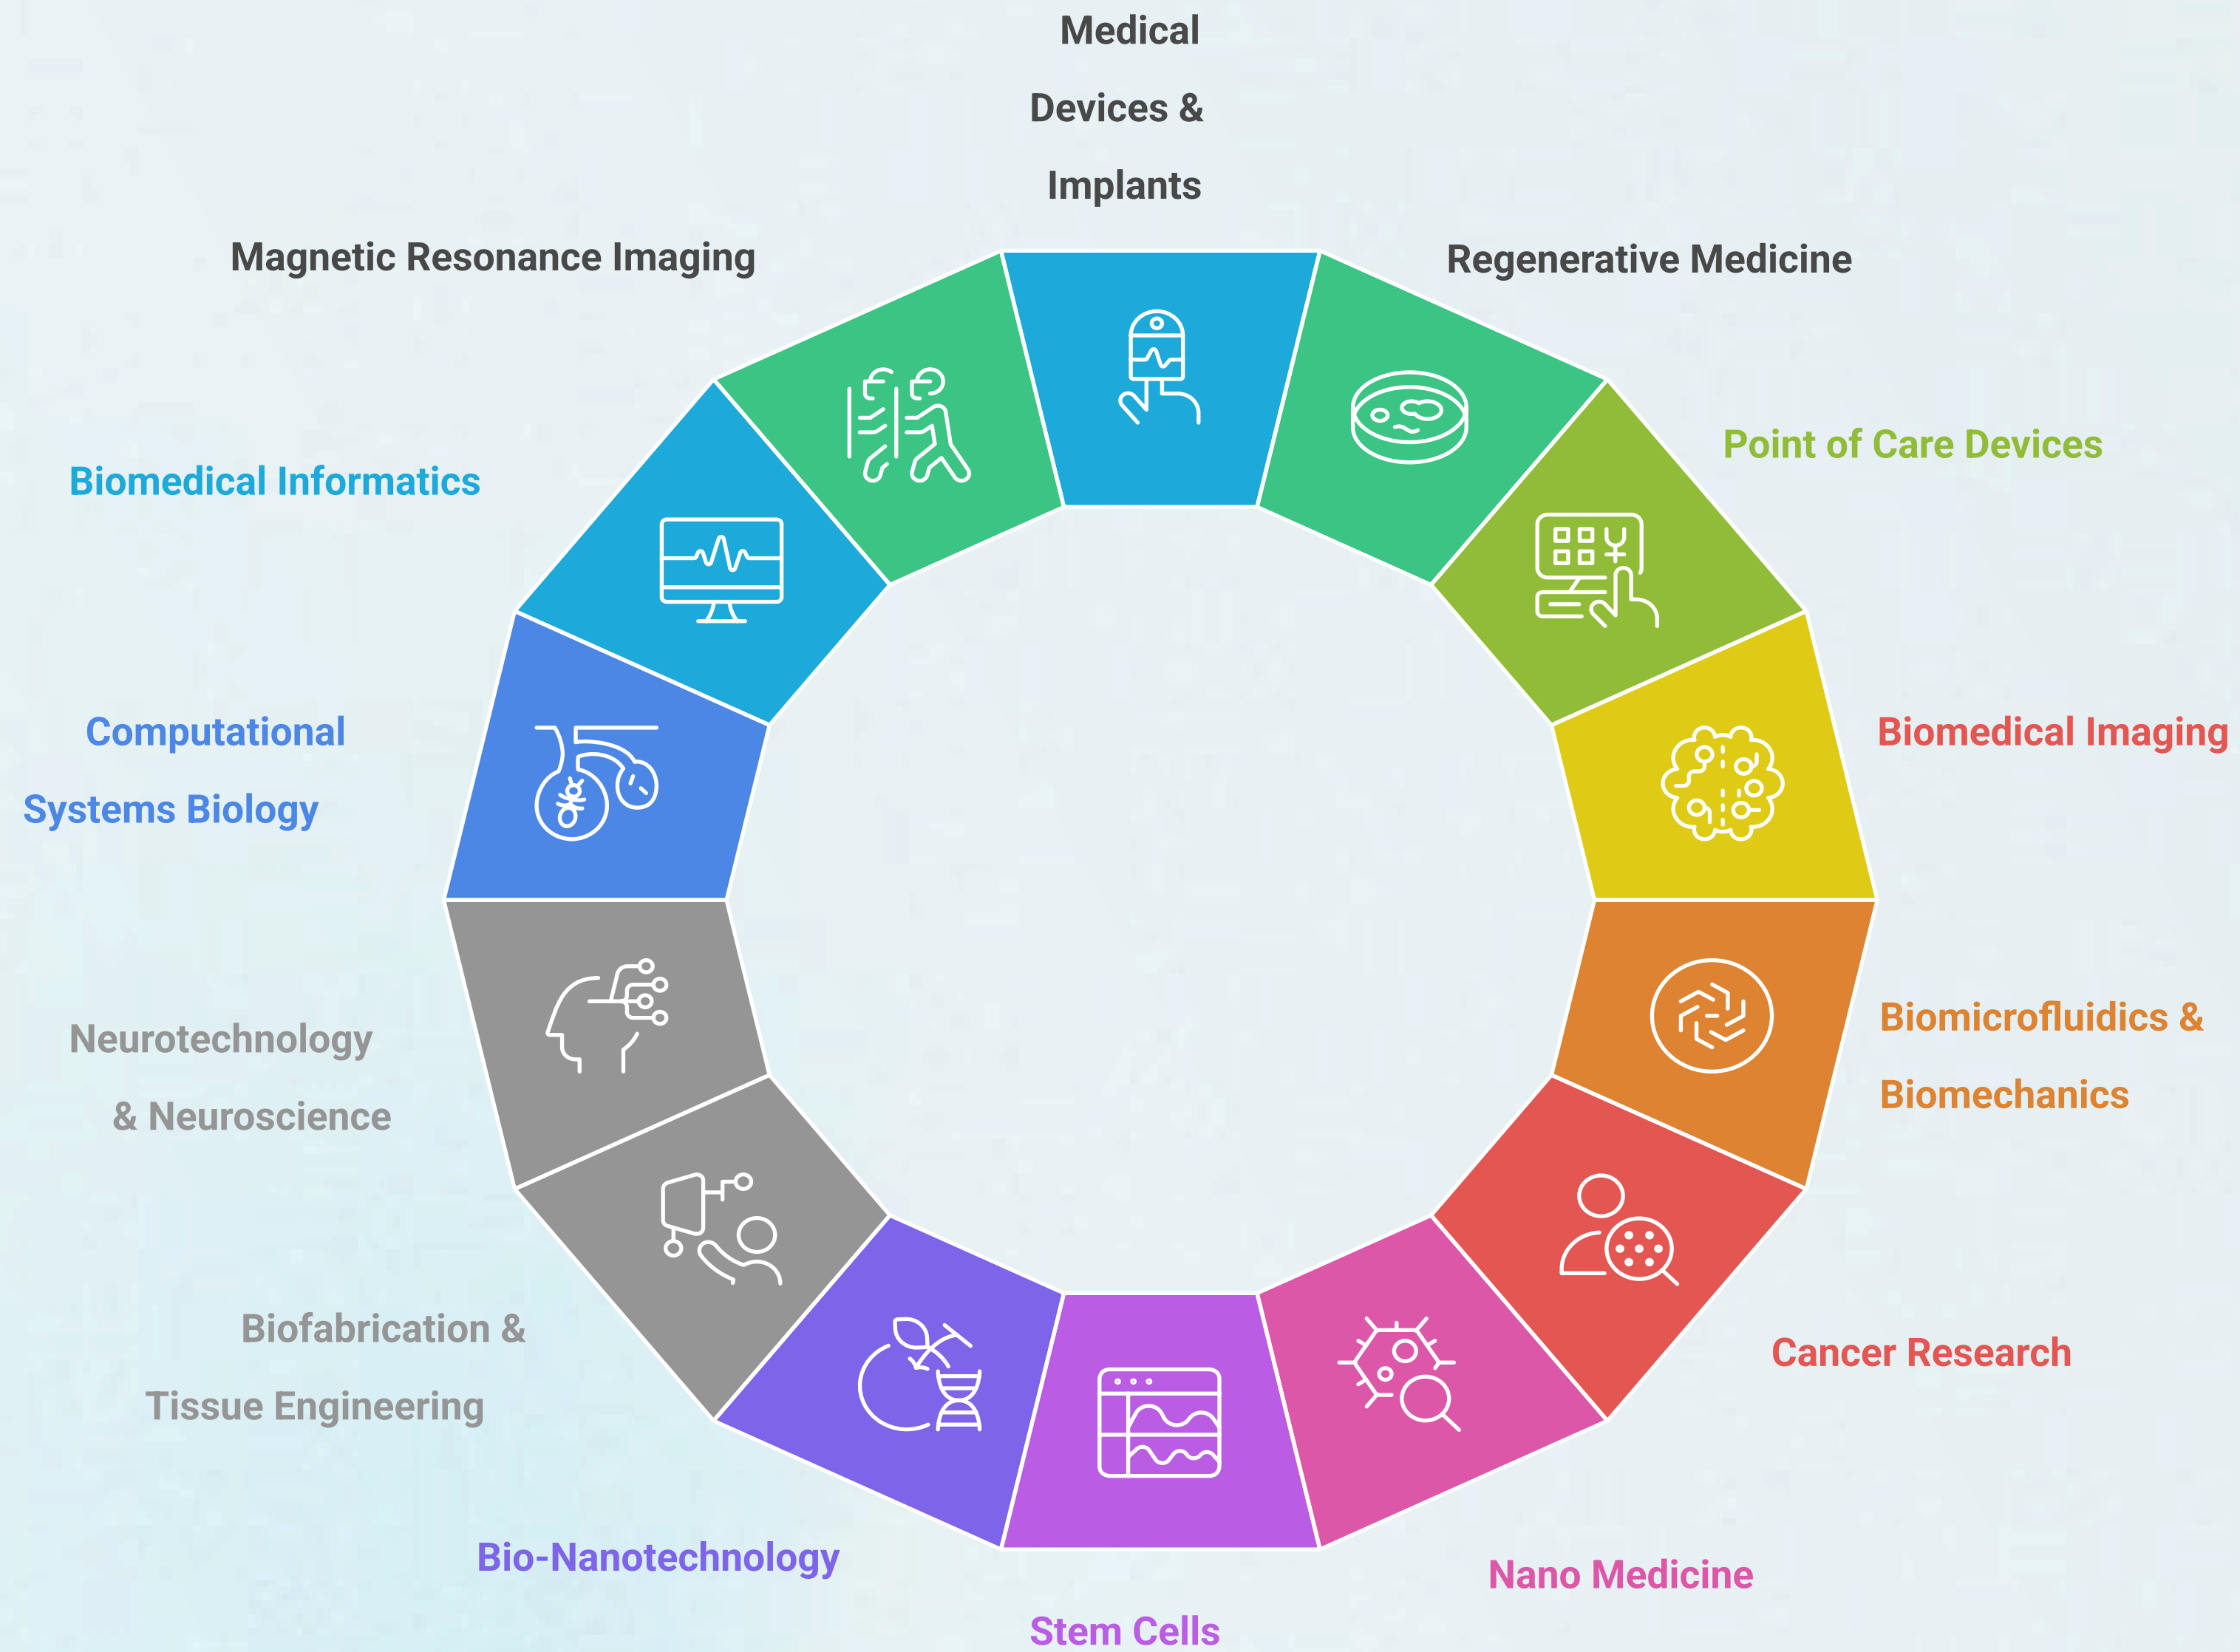 Medical
Devices &
Implants
Magnetic Resonance Imaging
Regenerative Medicine
Point of Care Devices
Biomedical Informatics
Biomedical Imaging
Computational
Systems Biology
Biomicrofluidics &
Biomechanics
Neurotechnology
& Neuroscience
Biofabrication &
Tissue Engineering
Cancer Research
Bio-Nanotechnology
Nano Medicine
Stem Cells